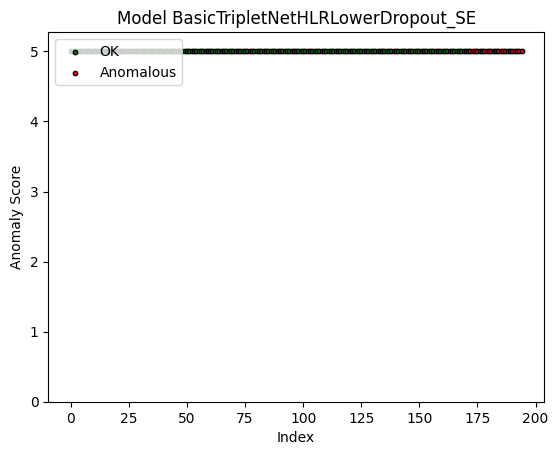 Model BasicTripletNetHLRLowerDropout_SE
OK
Anomalous
5
4
3
2
1
0
Anomaly Score
0 25 50 75 100 125 150 175 200
Index